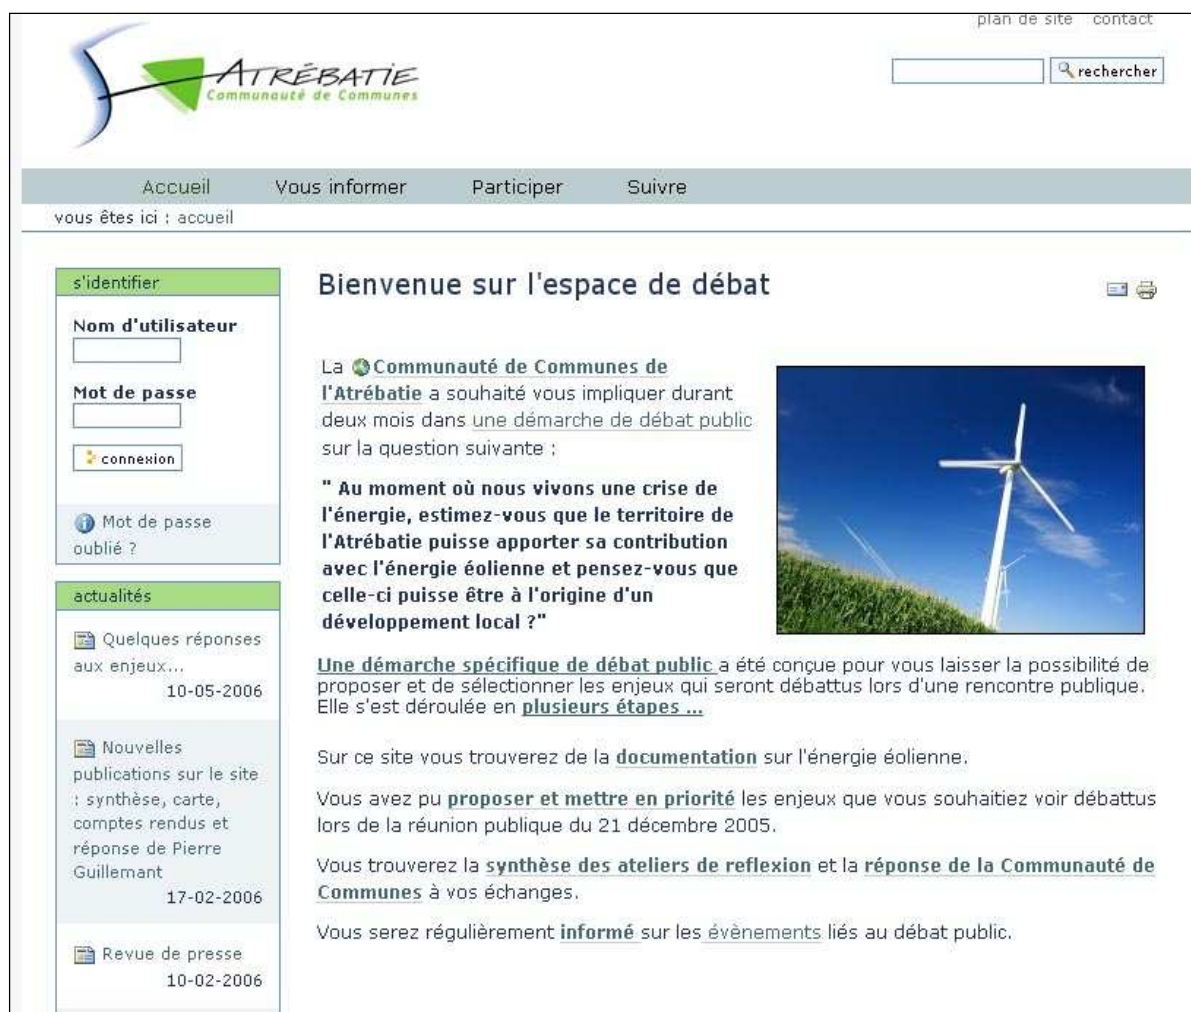 plan de site contact
ATRÉBATIE
Communauté de Communes
rechercher
Accueil Vous informer Participer Suivre
vous êtes ici : accueil
s'identifier
Nom d'utilisateur
Mot de passe
connexion
Mot de passe
oublié ?
actualités
Quelques réponses
aux enjeux...
10-05-2006
Nouvelles
publications sur le site
: synthèse, carte,
comptes rendus et
réponse de Pierre
Guillemant
17-02-2006
Revue de presse
10-02-2006
Bienvenue sur l'espace de débat
La Communauté de Communes de
l'Atrébatie a souhaité vous impliquer durant
deux mois dans une démarche de débat public
sur la question suivante :
" Au moment où nous vivons une crise de
l'énergie, estimez-vous que le territoire de
l'Atrébatie puisse apporter sa contribution
avec l'énergie éolienne et pensez-vous que
celle-ci puisse être à l'origine d'un
développement local ?"
Une démarche spécifique de débat public a été conçue pour vous laisser la possibilité de
proposer et de sélectionner les enjeux qui seront débattus lors d'une rencontre publique.
Elle s'est déroulée en plusieurs étapes ...
Sur ce site vous trouverez de la documentation sur l'énergie éolienne.
Vous avez pu proposer et mettre en priorité les enjeux que vous souhaitiez voir débattus
lors de la réunion publique du 21 décembre 2005.
Vous trouverez la synthèse des ateliers de reflexion et la réponse de la Communauté de
Communes à vos échanges.
Vous serez régulièrement informé sur les évènements liés au débat public.